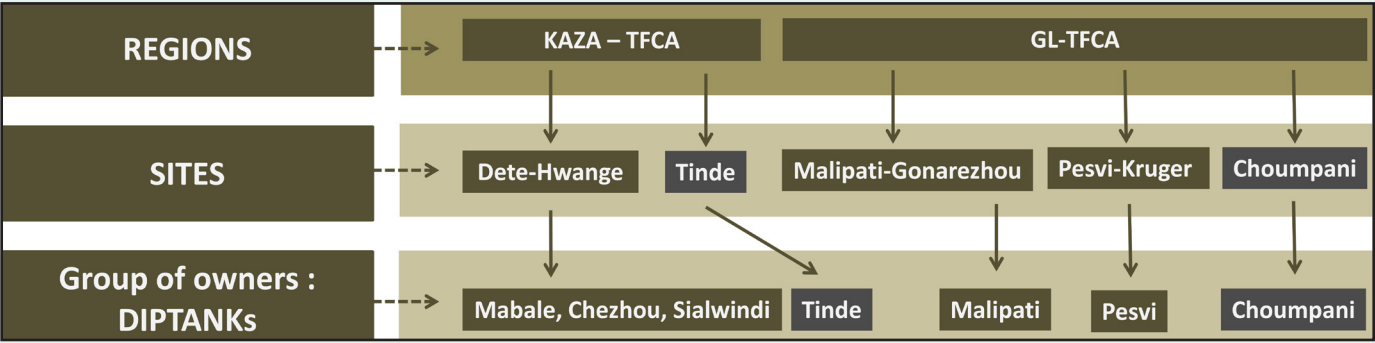 REGIONS
KAZA – TFCA
GL-TFCA
SITES
Dete-Hwange
Tinde
Malipati-Gonarezhou
Pesvi-Kruger
Choumpani
Group of owners :
DIPTANKs
Mabale, Chezhou, Sialwindi
Tinde
Malipati
Pesvi
Choumpani